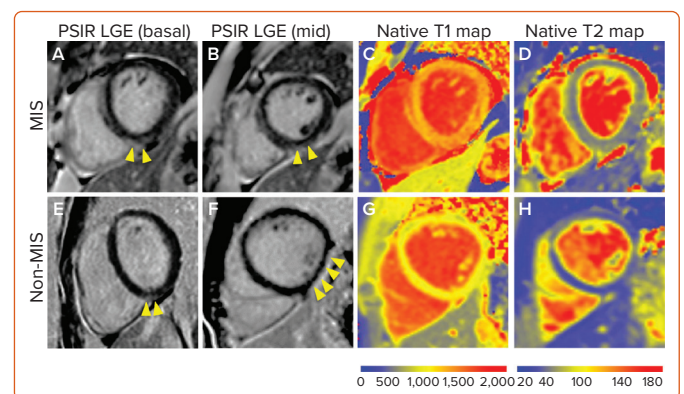 PSIR LGE (basal) PSIR LGE (mid) Native T1 map Native T2 map
MIS
A B C D
Non-MIS
E F G H
0 500 1,000 1,500 2,000 20 40 100 140 180